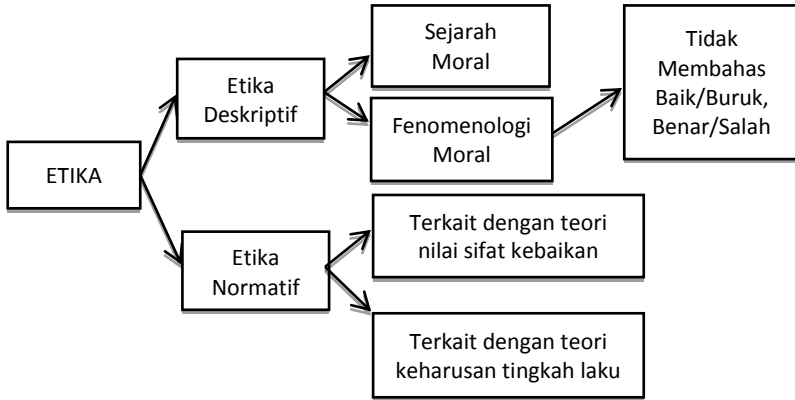 ETIKA
Etika
Deskriptif
Sejarah
Moral
Fenomenologi
Moral
Tidak
Membahas
Baik/Buruk,
Benar/Salah
Etika
Normatif
Terkait dengan teori
nilai sifat kebaikan
Terkait dengan teori
keharusan tingkah laku